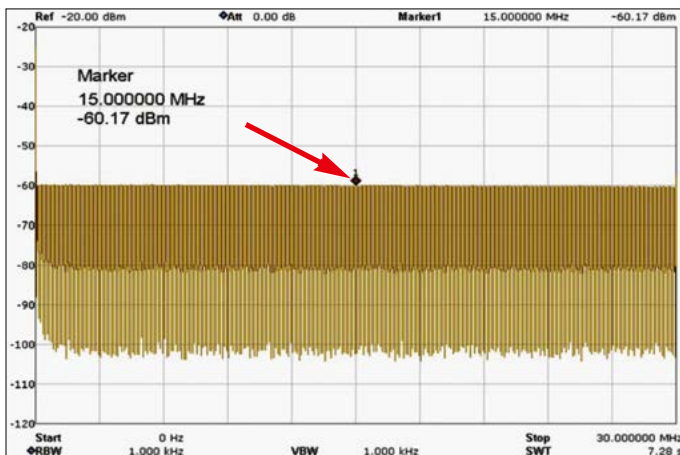 Ref -20.00 dBm Att 0.00 dB Marker1 15.000000 MHz -60.17 dBm
-20
-30
Marker
15.000000 MHz
-40
-60.17 dBm
-50
1
-60
-70
-80
-90
-100
-110
-120
Start 0 Hz Stop 30.000000 MHz
RBW 1.000 kHz VBW 1.000 kHz SWT 7.28 s